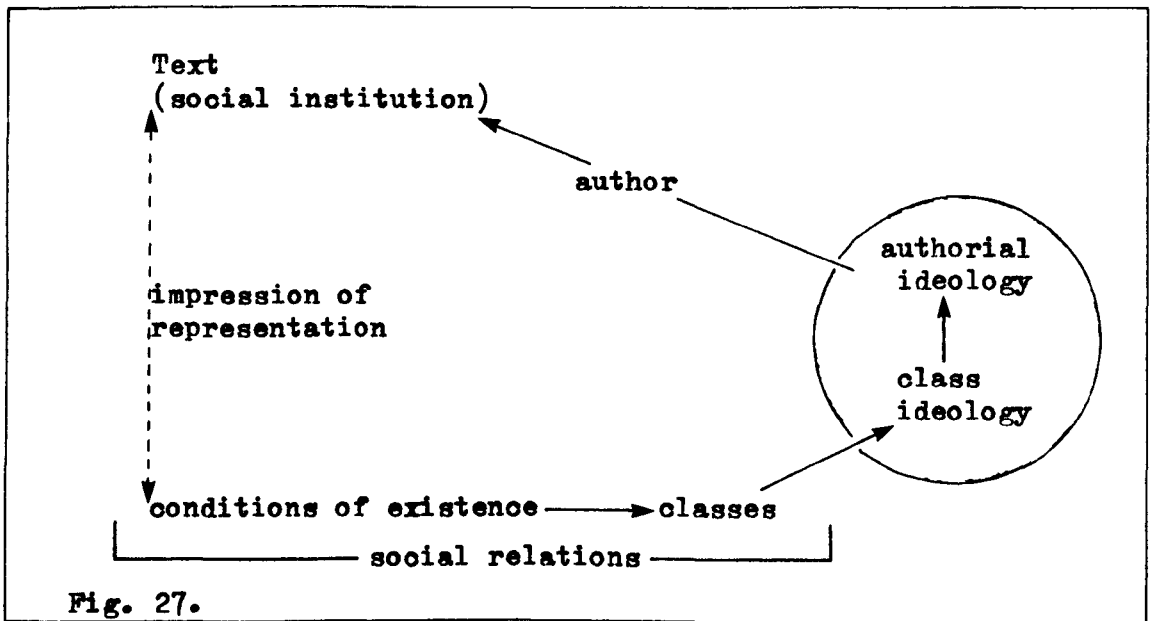 Text
(social institution)
author
authorial
ideology
impression of
representation
class
ideology
conditions of existence
classes
social relations
Fig. 27.